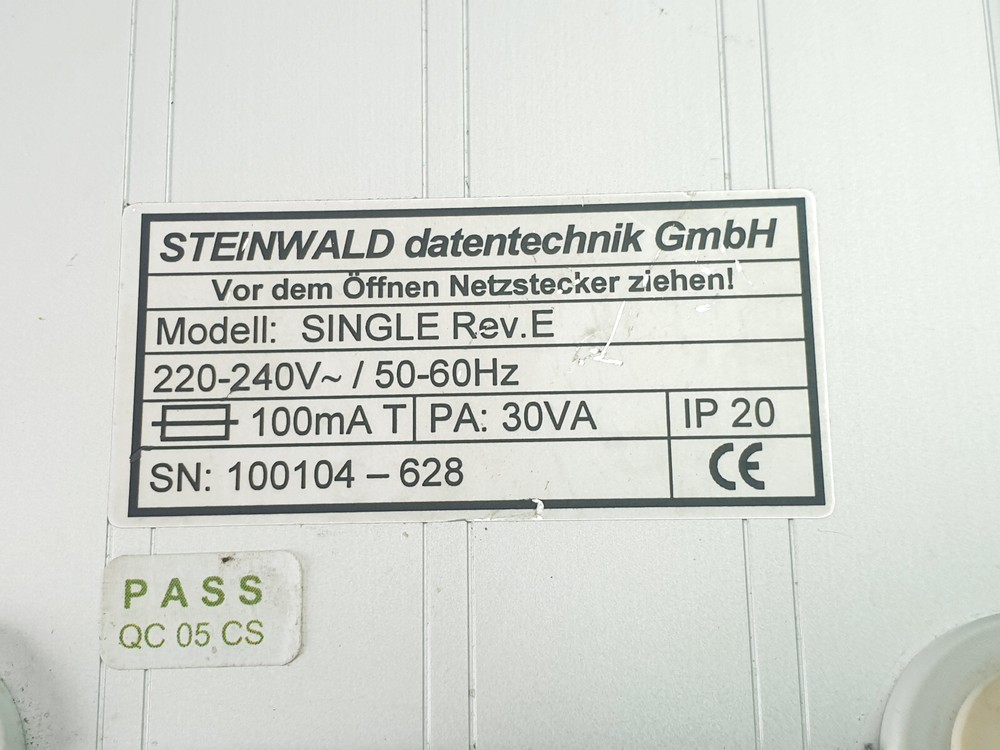 STEINWALD datentechnik GmbH
Vor dem Öffnen Netzstecker ziehen!
Modell: SINGLE Rev.E
220-240V~ / 50-60Hz
100mA T PA: 30VA IP 20
SN: 100104 – 628 CE
PASS
QC 05 CS